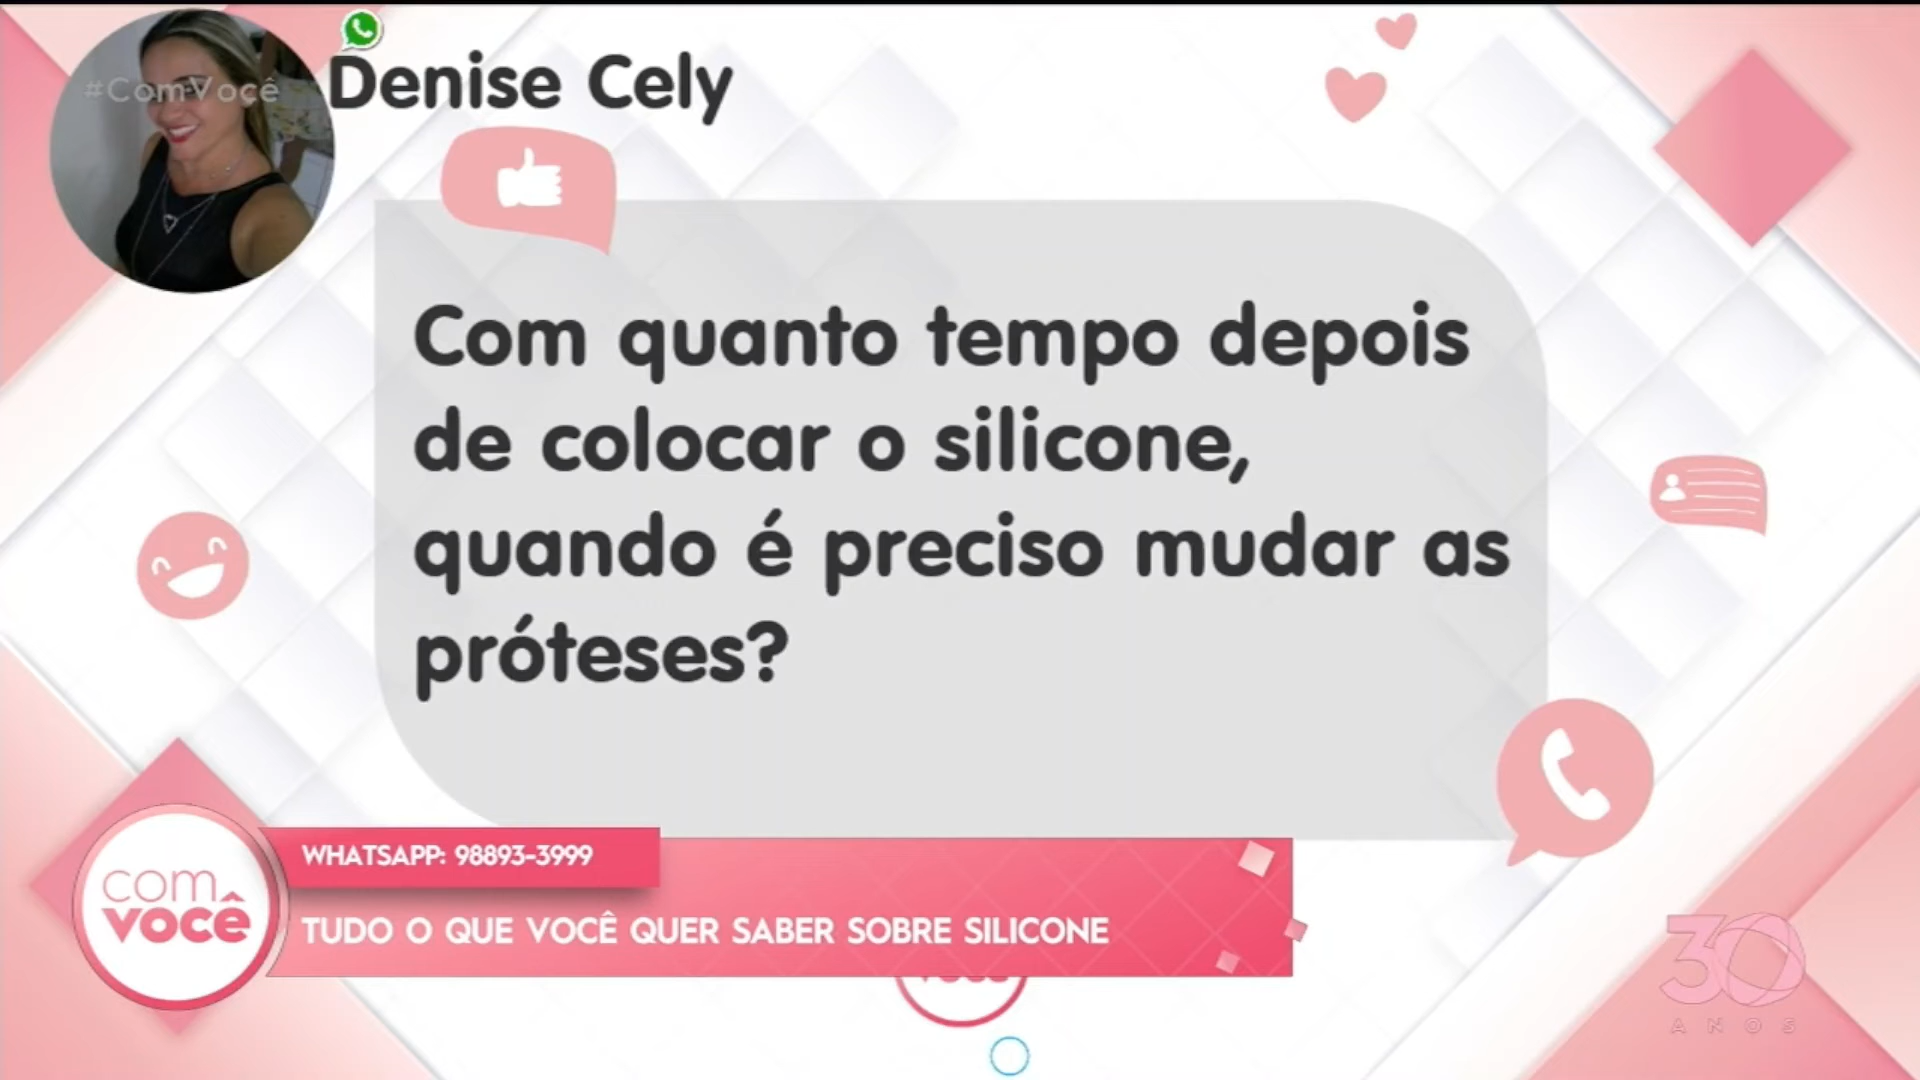 #ComVocê
Denise Cely
Com quanto tempo depois
de colocar o silicone,
quando é preciso mudar as
próteses?
WHATSAPP: 98893-3999
com
você
TUDO O QUE VOCÊ QUER SABER SOBRE SILICONE
30
ANOS